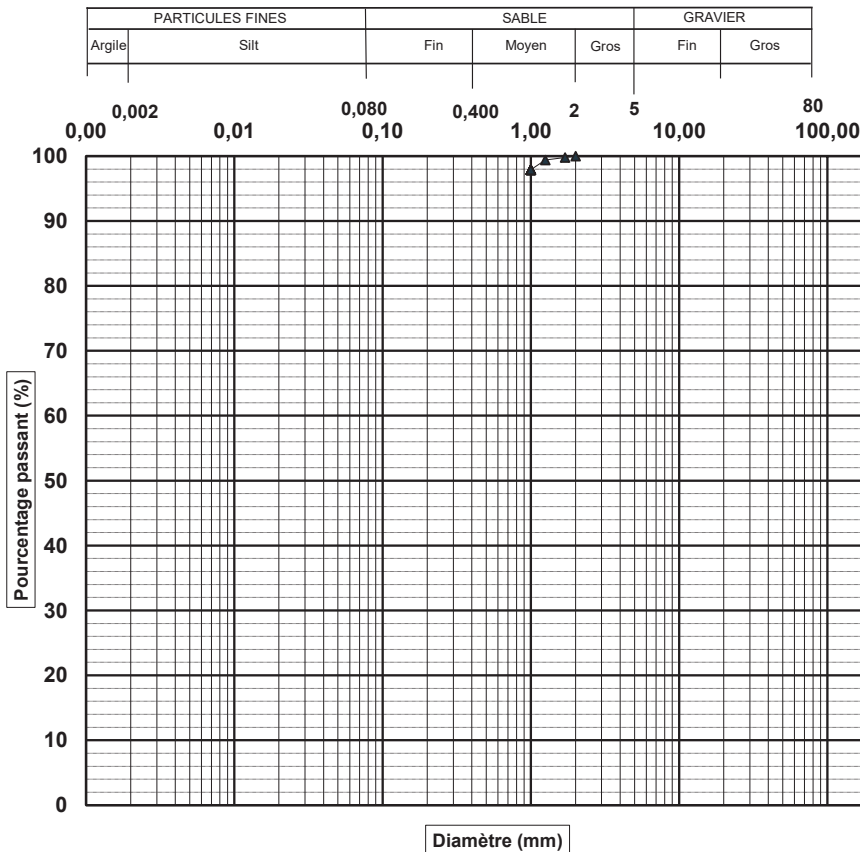 PARTICULES FINES SABLE GRAVIER
Argile Silt Fin Moyen Gros Fin Gros
0,002 0,080 0,400 2 5 80
0,00 0,01 0,10 1,00 10,00 100,00
100
90
80
70
60
50
40
30
20
10
0
Pourcentage passant (%)
Diamètre (mm)